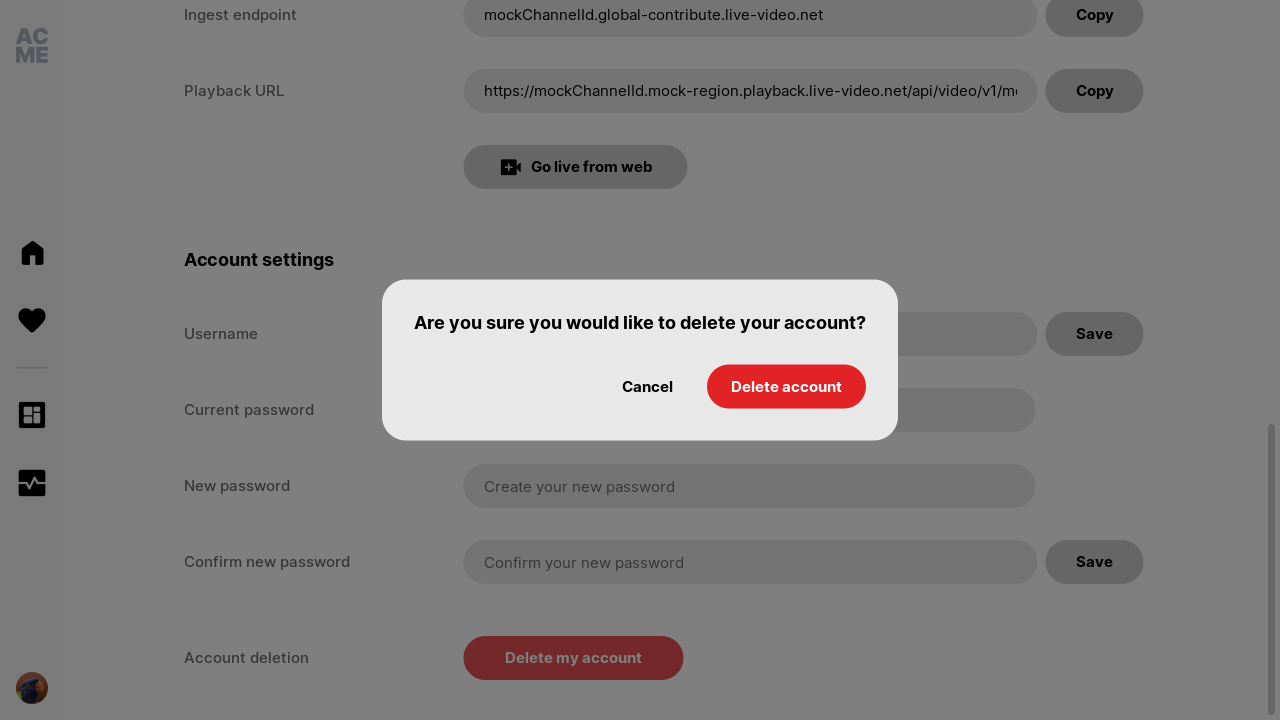 AC
ME
Ingest endpoint
mockChannelId.global-contribute.live-video.net
Copy
Playback URL
https://mockChannelId.mock-region.playback.live-video.net/api/video/v1/
Copy
Go live from web
Account settings
Are you sure you would like to delete your account?
Cancel
Delete account
Username
Save
Current password
New password
Create your new password
Confirm new password
Confirm your new password
Save
Account deletion
Delete my account